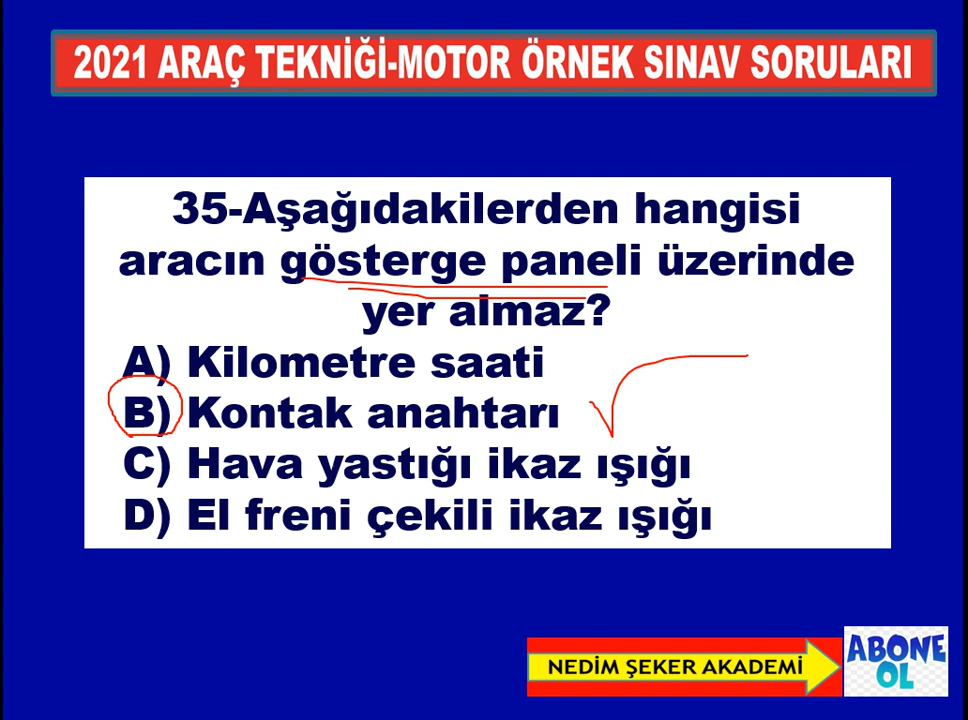 2021 ARAÇ TEKNİĞİ-MOTOR ÖRNEK SINAV SORULARI
35-Aşağıdakilerden hangisi
aracın gösterge paneli üzerinde
yer almaz?
A) Kilometre saati
B) Kontak anahtarı
C) Hava yastığı ikaz ışığı
D) El freni çekili ikaz ışığı
NEDİM ŞEKER AKADEMİ
ABONE
OL